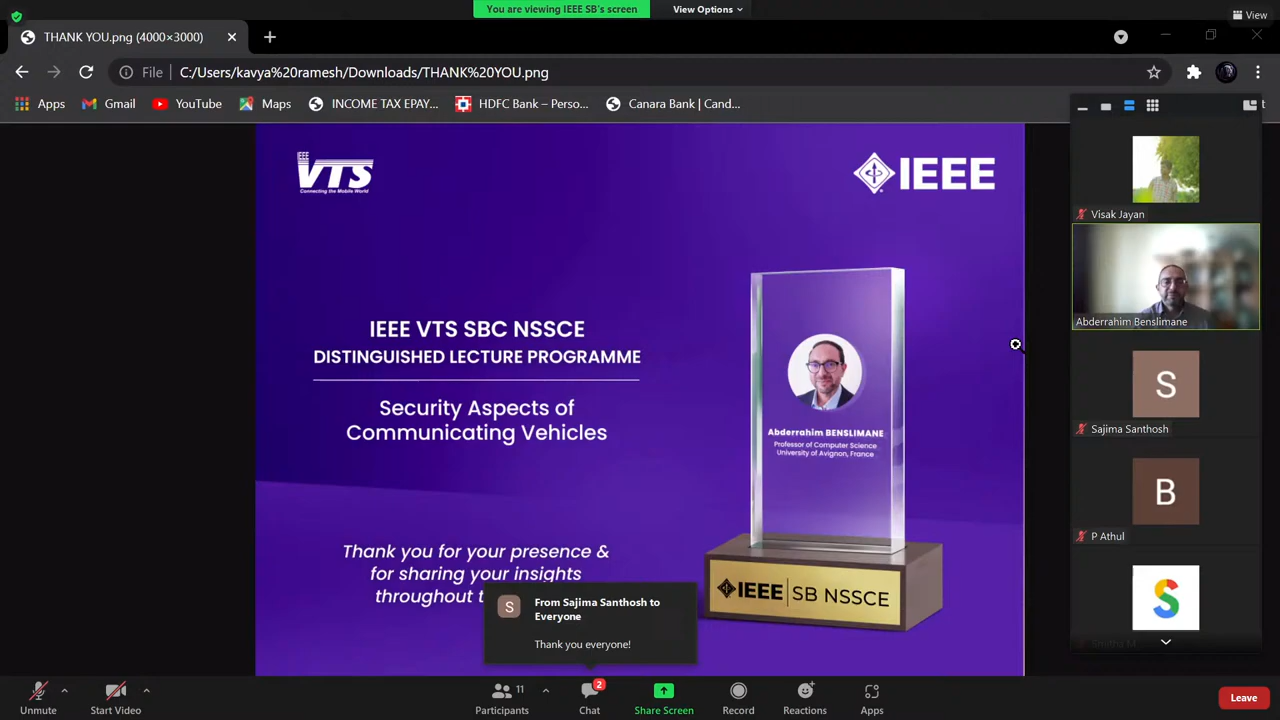 You are viewing IEEE SB's screen
View Options
View
THANK YOU.png (4000×3000)
File
C:/Users/kavya%20ramesh/Downloads/THANK%20YOU.png
Apps
Gmail
YouTube
Maps
INCOME TAX EPAY...
HDFC Bank – Perso...
Canara Bank | Cand...
IEEE
VTS
Connecting the Mobile World
IEEE
IEEE VTS SBC NSSCE
DISTINGUISHED LECTURE PROGRAMME
Security Aspects of
Communicating Vehicles
Thank you for your presence &
for sharing your insights
throughout
Abderrahim BENSLIMANE
Professor of Computer Science
University of Avignon, France
IEEE | SB NSSCE
S
From Sajima Santhosh to
Everyone
Thank you everyone!
Visak Jayan
Abderrahim Benslimane
S
Sajima Santhosh
B
P Athul
S
Unmute
Start Video
Participants
11
Chat
2
Share Screen
Record
Reactions
Apps
Leave